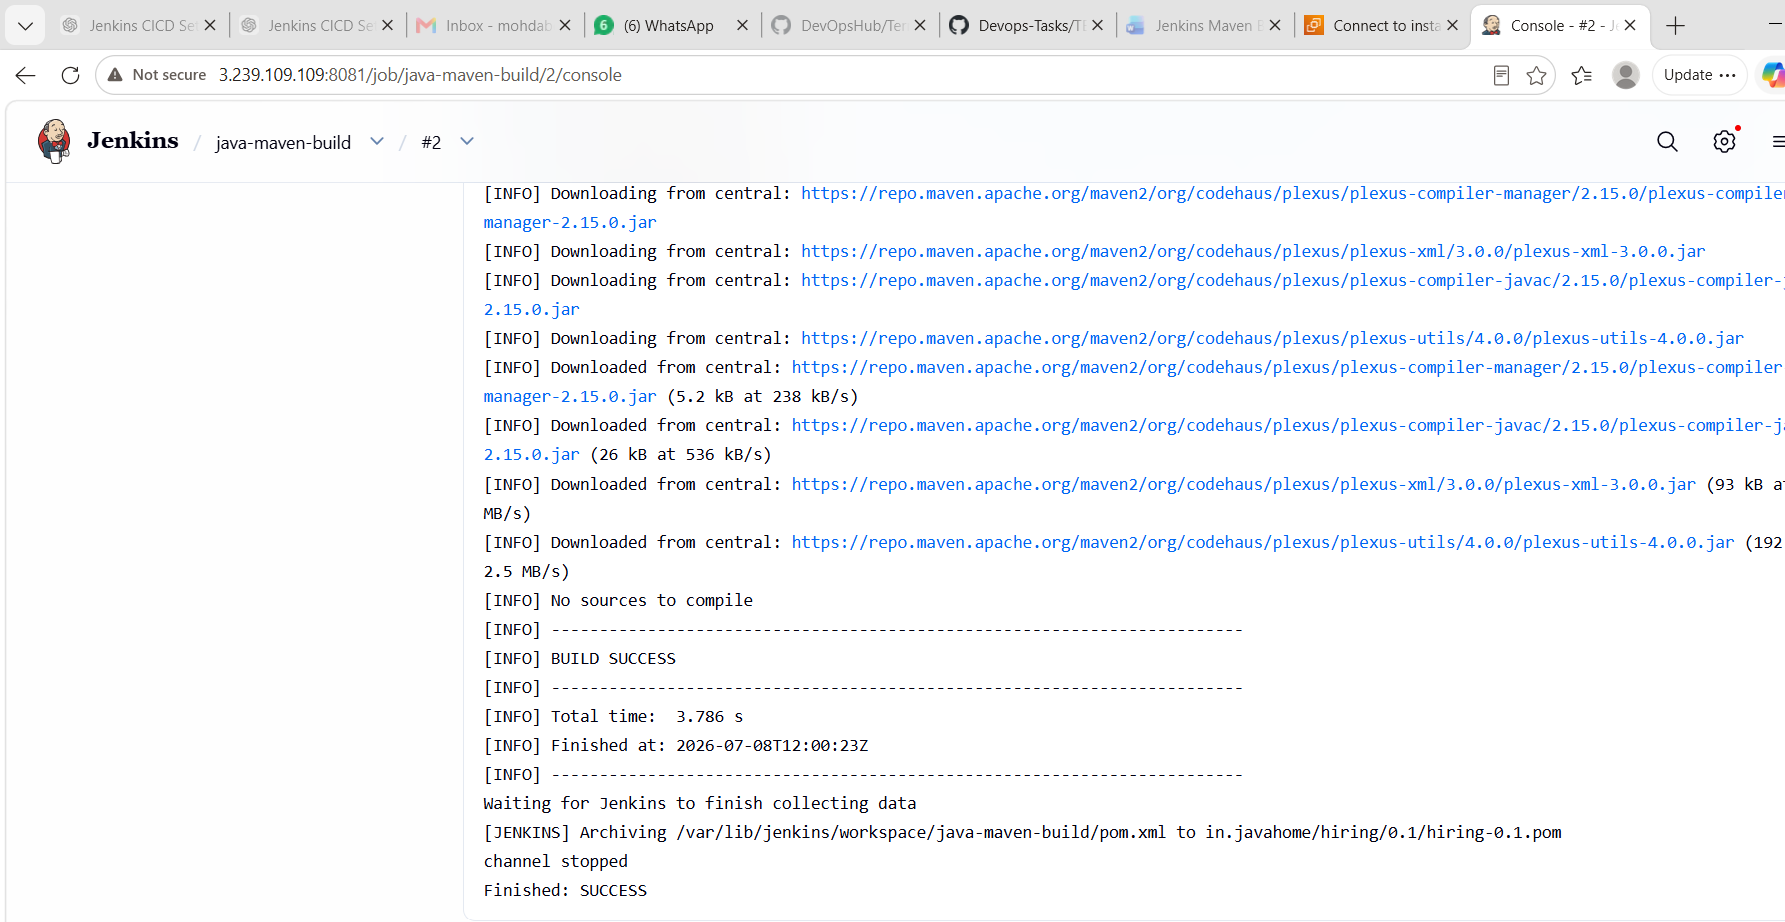 Jenkins CICD Se
Jenkins CICD Se
Inbox - mohdab
(6) WhatsApp
DevOpsHub/Ter
Devops-Tasks/T
Jenkins Maven
Connect to insta
Console - #2 - J
Not secure 3.239.109.109:8081/job/java-maven-build/2/console
Update
Jenkins / java-maven-build / #2
[INFO] Downloading from central: https://repo.maven.apache.org/maven2/org/codehaus/plexus/plexus-compiler-manager/2.15.0/plexus-compiler
manager-2.15.0.jar
[INFO] Downloading from central: https://repo.maven.apache.org/maven2/org/codehaus/plexus/plexus-xml/3.0.0/plexus-xml-3.0.0.jar
[INFO] Downloading from central: https://repo.maven.apache.org/maven2/org/codehaus/plexus/plexus-compiler-javac/2.15.0/plexus-compiler-
2.15.0.jar
[INFO] Downloading from central: https://repo.maven.apache.org/maven2/org/codehaus/plexus/plexus-utils/4.0.0/plexus-utils-4.0.0.jar
[INFO] Downloaded from central: https://repo.maven.apache.org/maven2/org/codehaus/plexus/plexus-compiler-manager/2.15.0/plexus-compiler
manager-2.15.0.jar (5.2 kB at 238 kB/s)
[INFO] Downloaded from central: https://repo.maven.apache.org/maven2/org/codehaus/plexus/plexus-compiler-javac/2.15.0/plexus-compiler-ja
2.15.0.jar (26 kB at 536 kB/s)
[INFO] Downloaded from central: https://repo.maven.apache.org/maven2/org/codehaus/plexus/plexus-xml/3.0.0/plexus-xml-3.0.0.jar (93 kB at
MB/s)
[INFO] Downloaded from central: https://repo.maven.apache.org/maven2/org/codehaus/plexus/plexus-utils/4.0.0/plexus-utils-4.0.0.jar (192
2.5 MB/s)
[INFO] No sources to compile
[INFO] ------------------------------------------------------------------------
[INFO] BUILD SUCCESS
[INFO] ------------------------------------------------------------------------
[INFO] Total time:  3.786 s
[INFO] Finished at: 2026-07-08T12:00:23Z
[INFO] ------------------------------------------------------------------------
Waiting for Jenkins to finish collecting data
[JENKINS] Archiving /var/lib/jenkins/workspace/java-maven-build/pom.xml to in.javahome/hiring/0.1/hiring-0.1.pom
channel stopped
Finished: SUCCESS